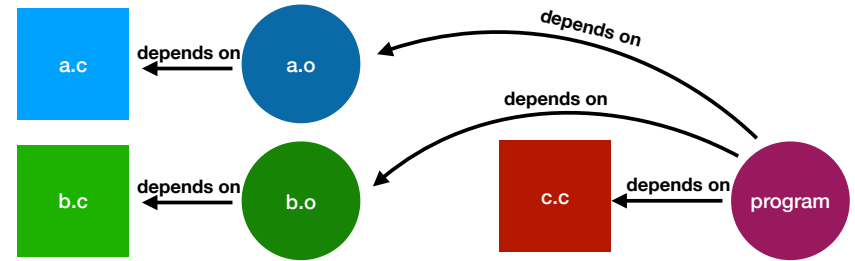 depends on
a.c
depends on
a.o
depends on
b.c
depends on
b.o
c.c
depends on
program